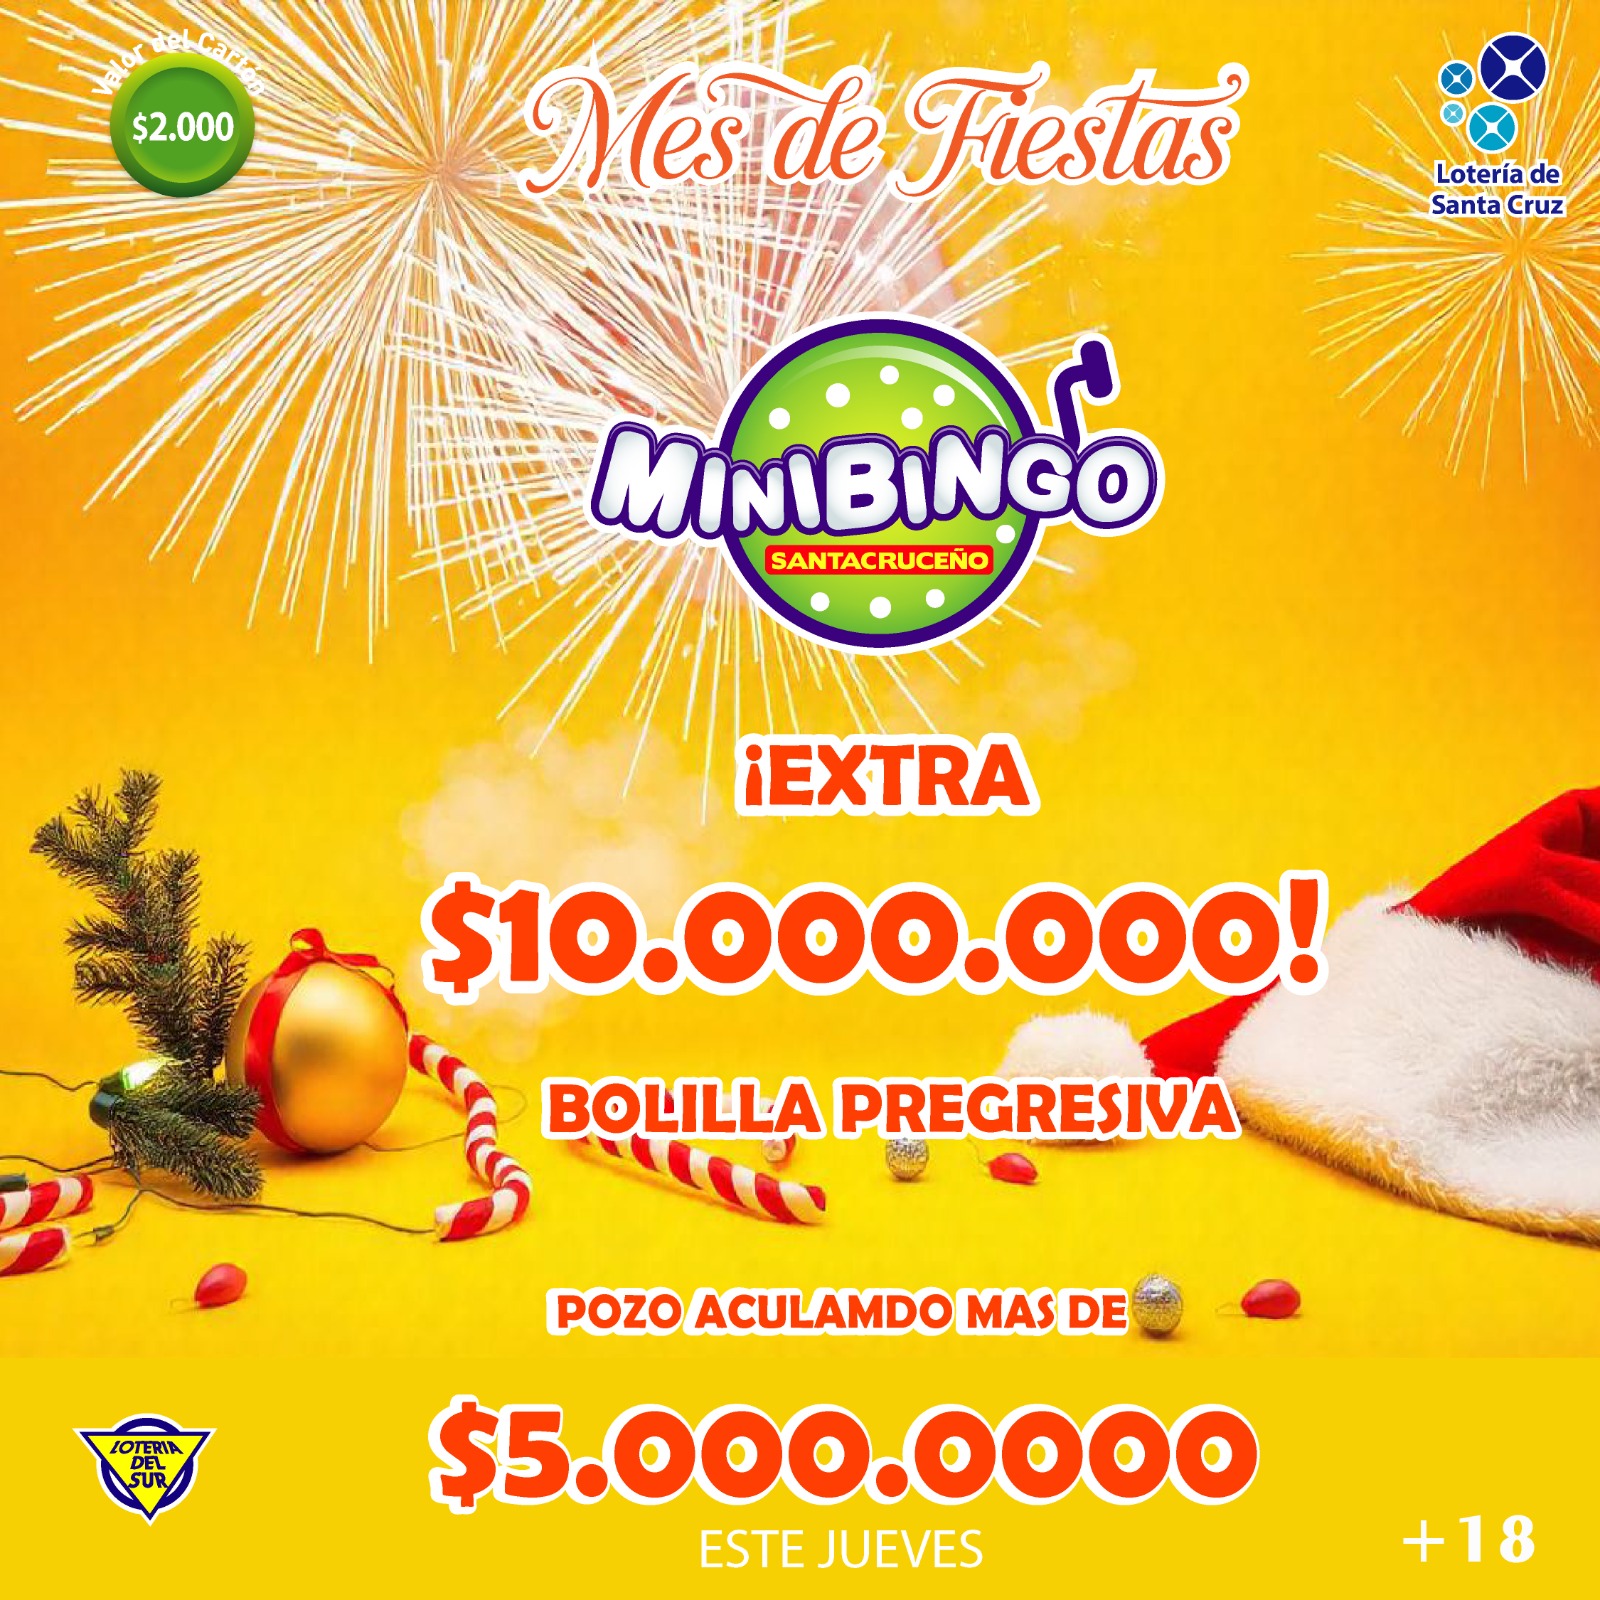 Valor del Cartón
$2.000
Mes de Fiestas
Lotería de
Santa Cruz
MINIBINGO
SANTACRUCEÑO
¡EXTRA
$10.000.000!
BOLILLA PREGRESIVA
POZO ACULAMDO MAS DE
$5.000.0000
LOTERIA
DEL
SUR
ESTE JUEVES
+18